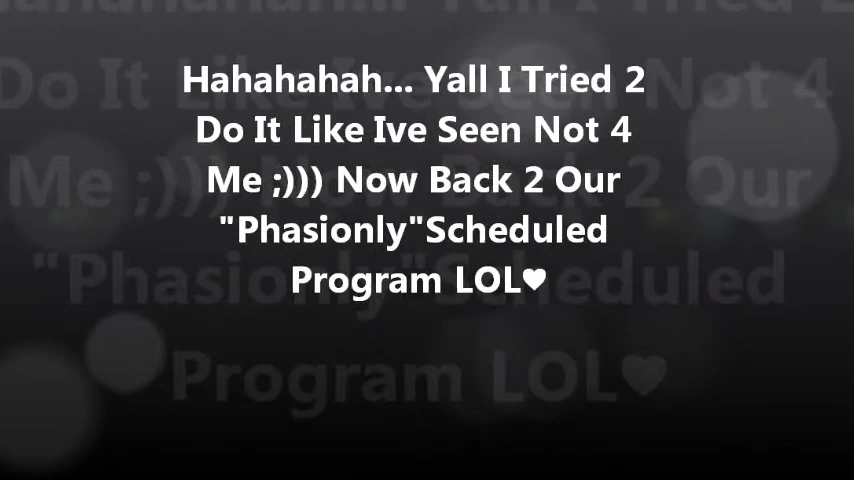 Hahahahah... Yall I Tried 2
Do It Like Ive Seen Not 4
Me ;))) Now Back 2 Our
"Phasionly"Scheduled
Program LOL♥